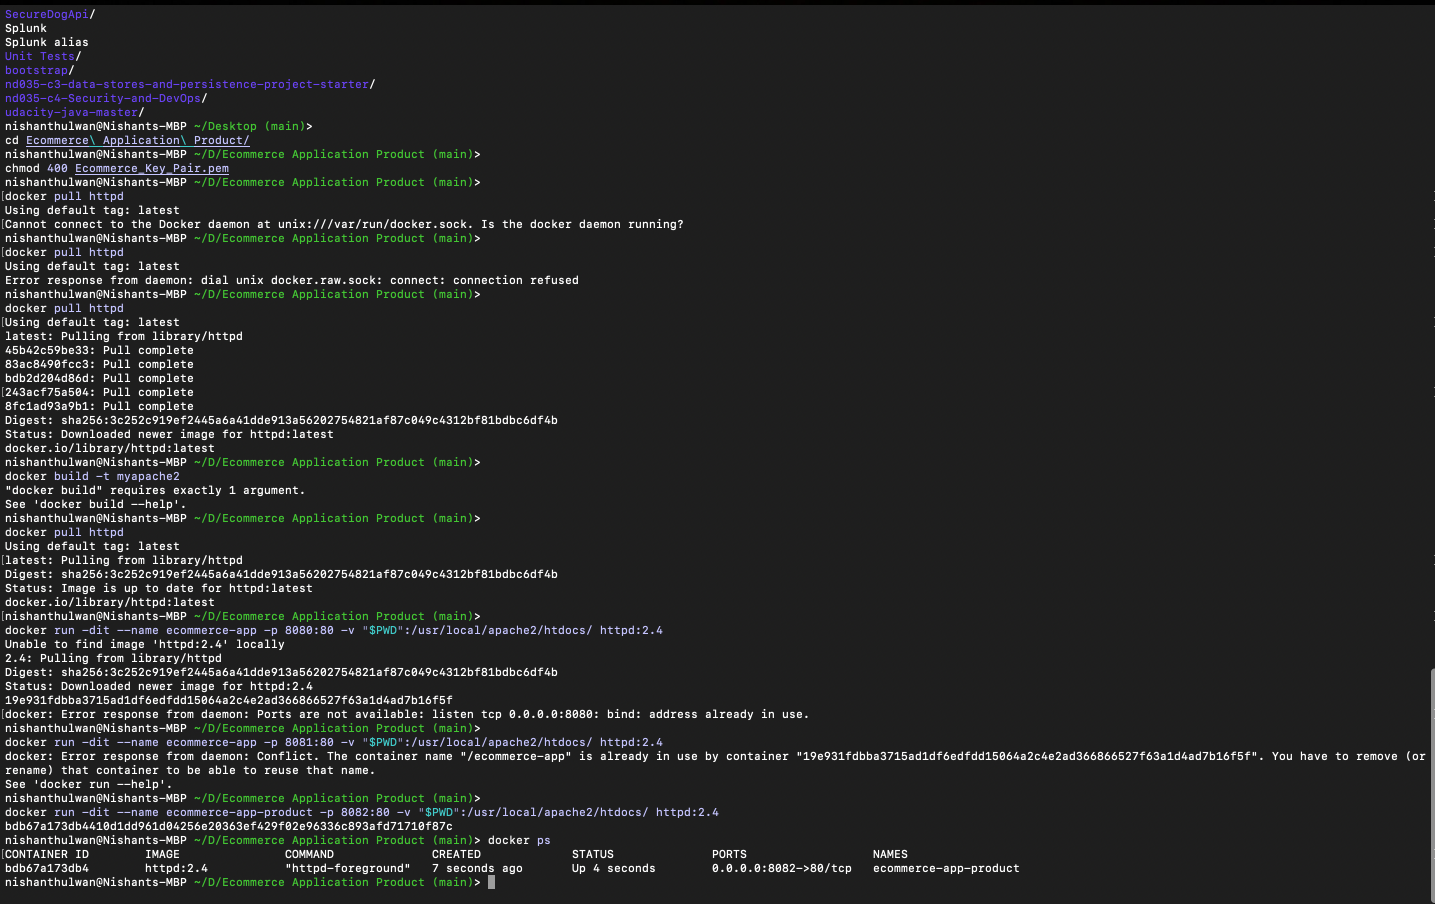 SecureDogApi/
Splunk
Splunk alias
Unit Tests/
bootstrap/
nd035-c3-data-stores-and-persistence-project-starter/
nd035-c4-Security-and-DevOps/
udacity-java-master/
nishanthulwan@Nishants-MBP ~/Desktop (main)>
cd Ecommerce\ Application\ Product/
nishanthulwan@Nishants-MBP ~/D/Ecommerce Application Product (main)>
chmod 400 Ecommerce_Key_Pair.pem
nishanthulwan@Nishants-MBP ~/D/Ecommerce Application Product (main)>
[docker pull httpd
Using default tag: latest
[Cannot connect to the Docker daemon at unix:///var/run/docker.sock. Is the docker daemon running?
nishanthulwan@Nishants-MBP ~/D/Ecommerce Application Product (main)>
[docker pull httpd
Using default tag: latest
Error response from daemon: dial unix docker.raw.sock: connect: connection refused
nishanthulwan@Nishants-MBP ~/D/Ecommerce Application Product (main)>
docker pull httpd
[Using default tag: latest
latest: Pulling from library/httpd
45b42c59be33: Pull complete
83ac8490fcc3: Pull complete
bdb2d204d86d: Pull complete
[243acf75a504: Pull complete
8fc1ad93a9b1: Pull complete
Digest: sha256:3c252c919ef2445a6a41dde913a56202754821af87c049c4312bf81bdbc6df4b
Status: Downloaded newer image for httpd:latest
docker.io/library/httpd:latest
nishanthulwan@Nishants-MBP ~/D/Ecommerce Application Product (main)>
docker build -t myapache2
"docker build" requires exactly 1 argument.
See 'docker build --help'.
nishanthulwan@Nishants-MBP ~/D/Ecommerce Application Product (main)>
docker pull httpd
Using default tag: latest
[latest: Pulling from library/httpd
Digest: sha256:3c252c919ef2445a6a41dde913a56202754821af87c049c4312bf81bdbc6df4b
Status: Image is up to date for httpd:latest
docker.io/library/httpd:latest
[nishanthulwan@Nishants-MBP ~/D/Ecommerce Application Product (main)>
docker run -dit --name ecommerce-app -p 8080:80 -v "$PWD":/usr/local/apache2/htdocs/ httpd:2.4
Unable to find image 'httpd:2.4' locally
2.4: Pulling from library/httpd
Digest: sha256:3c252c919ef2445a6a41dde913a56202754821af87c049c4312bf81bdbc6df4b
Status: Downloaded newer image for httpd:2.4
19e931fdbba3715ad1df6edfdd15064a2c4e2ad366866527f63a1d4ad7b16f5f
[docker: Error response from daemon: Ports are not available: listen tcp 0.0.0.0:8080: bind: address already in use.
nishanthulwan@Nishants-MBP ~/D/Ecommerce Application Product (main)>
docker run -dit --name ecommerce-app -p 8081:80 -v "$PWD":/usr/local/apache2/htdocs/ httpd:2.4
docker: Error response from daemon: Conflict. The container name "/ecommerce-app" is already in use by container "19e931fdbba3715ad1df6edfdd15064a2c4e2ad366866527f63a1d4ad7b16f5f". You have to remove (or
rename) that container to be able to reuse that name.
See 'docker run --help'.
nishanthulwan@Nishants-MBP ~/D/Ecommerce Application Product (main)>
docker run -dit --name ecommerce-app-product -p 8082:80 -v "$PWD":/usr/local/apache2/htdocs/ httpd:2.4
bdb67a173db4410d1dd961d04256e20363ef429f02e96336c893afd71710f87c
nishanthulwan@Nishants-MBP ~/D/Ecommerce Application Product (main)> docker ps
[CONTAINER ID IMAGE COMMAND CREATED STATUS PORTS NAMES
bdb67a173db4 httpd:2.4 "httpd-foreground" 7 seconds ago Up 4 seconds 0.0.0.0:8082->80/tcp ecommerce-app-product
nishanthulwan@Nishants-MBP ~/D/Ecommerce Application Product (main)>